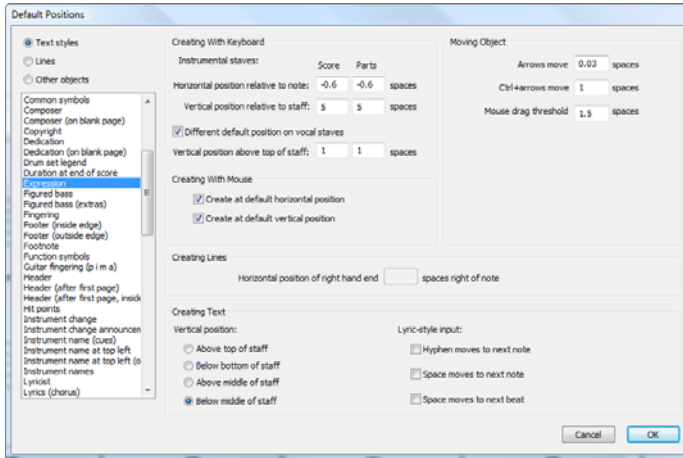 Default Positions
Text styles
Lines
Other objects
Common symbols
Composer
Composer (on blank page)
Copyright
Dedication
Dedication (on blank page)
Drum set legend
Duration at end of score
Expression
Figured bass
Figured bass (extras)
Fingering
Footer (inside edge)
Footer (outside edge)
Footnote
Function symbols
Guitar fingering (p i m a)
Header
Header (after first page)
Header (after first page, inside
Hit points
Instrument change
Instrument change announcen
Instrument name (cues)
Instrument name at top left
Instrument name at top left (o
Instrument names
Lyricist
Lyrics (chorus)
Creating With Keyboard
Instrumental staves: Score Parts
Horizontal position relative to note: -0.6 -0.6 spaces
Vertical position relative to staff: 5 5 spaces
Different default position on vocal staves
Vertical position above top of staff: 1 1 spaces
Creating With Mouse
Create at default horizontal position
Create at default vertical position
Moving Object
Arrows move 0.03 spaces
Ctrl+arrows move 1 spaces
Mouse drag threshold 1.5 spaces
Creating Lines
Horizontal position of right hand end spaces right of note
Creating Text
Vertical position:
Above top of staff
Below bottom of staff
Above middle of staff
Below middle of staff
Lyric-style input:
Hyphen moves to next note
Space moves to next note
Space moves to next beat
Cancel OK